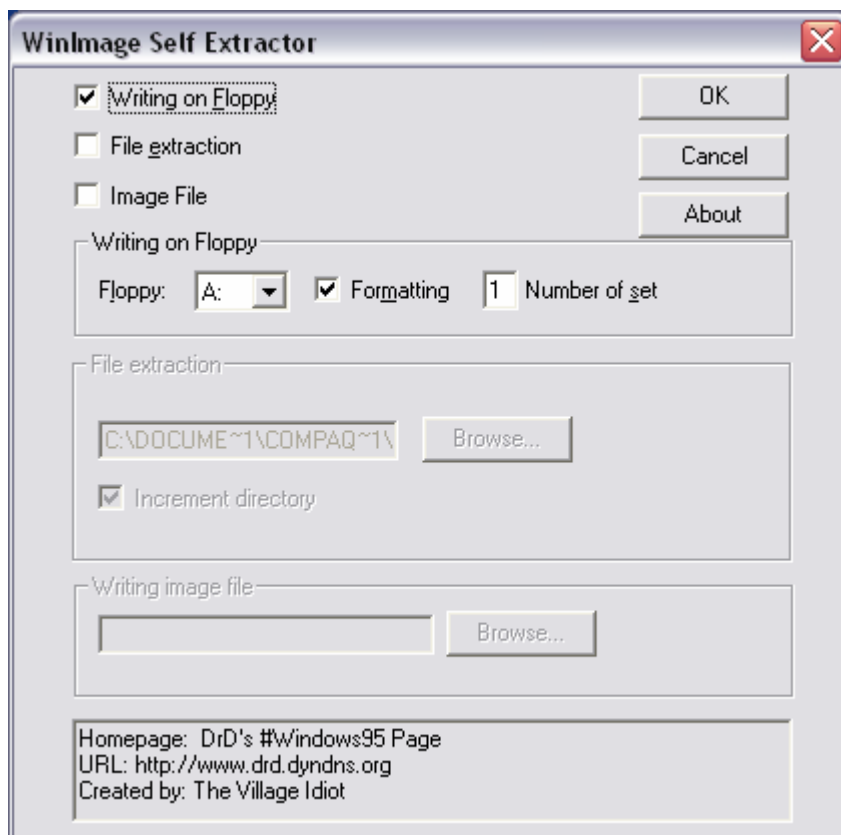 WinImage Self Extractor
Writing on Floppy
OK
File extraction
Cancel
Image File
About
Writing on Floppy
Floppy: A: Formatting 1 Number of set
File extraction
C:\DOCUME~1\COMPAQ~1\ Browse...
Increment directory
Writing image file
Browse...
Homepage: DrD's #Windows95 Page
URL: http://www.drd.dyndns.org
Created by: The Village Idiot